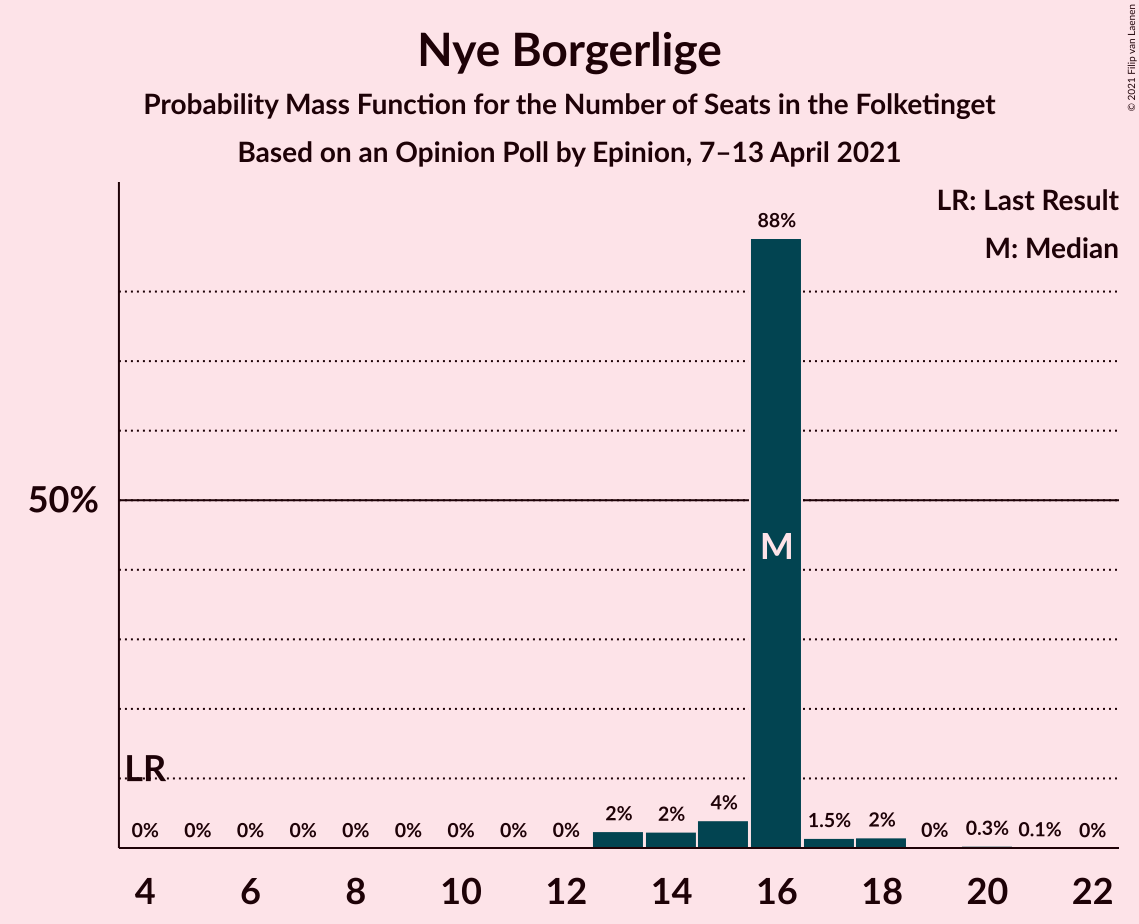 © 2021 Filip van Laenen
Nye Borgerlige
Probability Mass Function for the Number of Seats in the Folketinget
Based on an Opinion Poll by Epinion, 7–13 April 2021
LR: Last Result
M: Median
88%
50%
M
LR
0% 0% 0% 0% 0% 0% 0% 0% 0% 2% 2% 4% 1.5% 2% 0% 0.3% 0.1% 0%
4 6 8 10 12 14 16 18 20 22